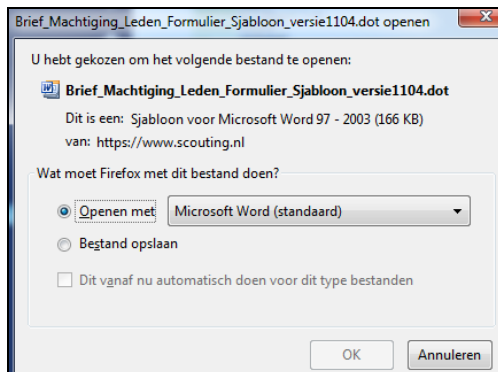 Brief_Machtiging_Leden_Formulier_Sjabloon_versie1104.dot openen
U hebt gekozen om het volgende bestand te openen:
Brief_Machtiging_Leden_Formulier_Sjabloon_versie1104.dot
Dit is een: Sjabloon voor Microsoft Word 97 - 2003 (166 KB)
van: https://www.scouting.nl
Wat moet Firefox met dit bestand doen?
Openen met Microsoft Word (standaard)
Bestand opslaan
Dit vanaf nu automatisch doen voor dit type bestanden
OK Annuleren